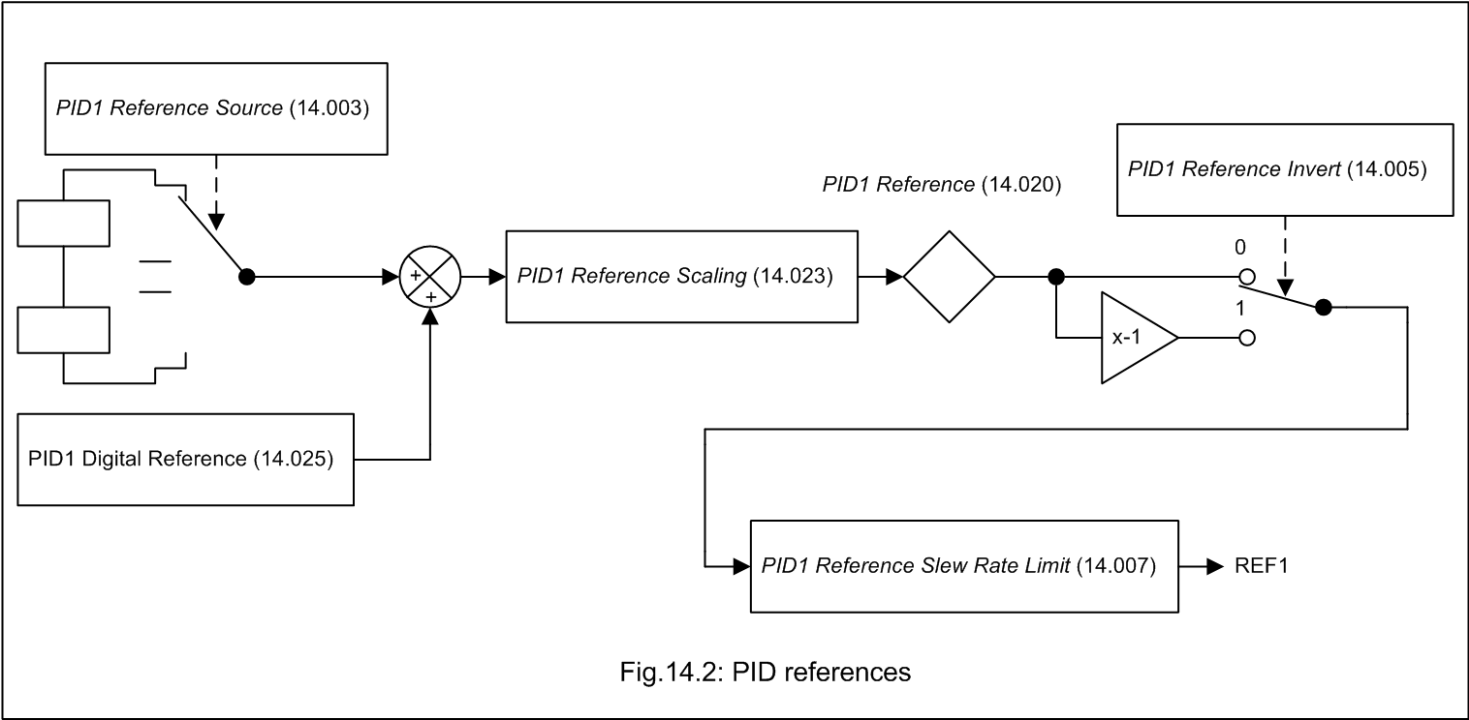 PID1 Reference Source (14.003)
PID1 Reference (14.020)
PID1 Reference Invert (14.005)
0
+
+
PID1 Reference Scaling (14.023)
1
x-1
PID1 Digital Reference (14.025)
PID1 Reference Slew Rate Limit (14.007)
REF1
Fig.14.2: PID references